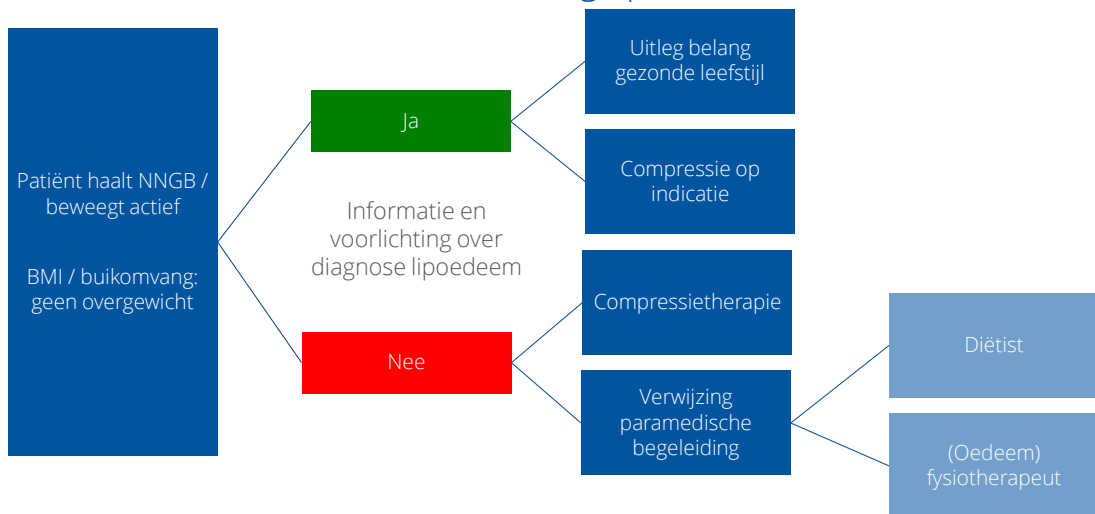 Patiënt haalt NNGB /
beweegt actief
BMI / buikomvang:
geen overgewicht
Ja
Informatie en
voorlichting over
diagnose lipoedeem
Nee
Uitleg belang
gezonde leefstijl
Compressie op
indicatie
Compressietherapie
Verwijzing
paramedische
begeleiding
Diëtist
(Oedeem)
fysiotherapeut